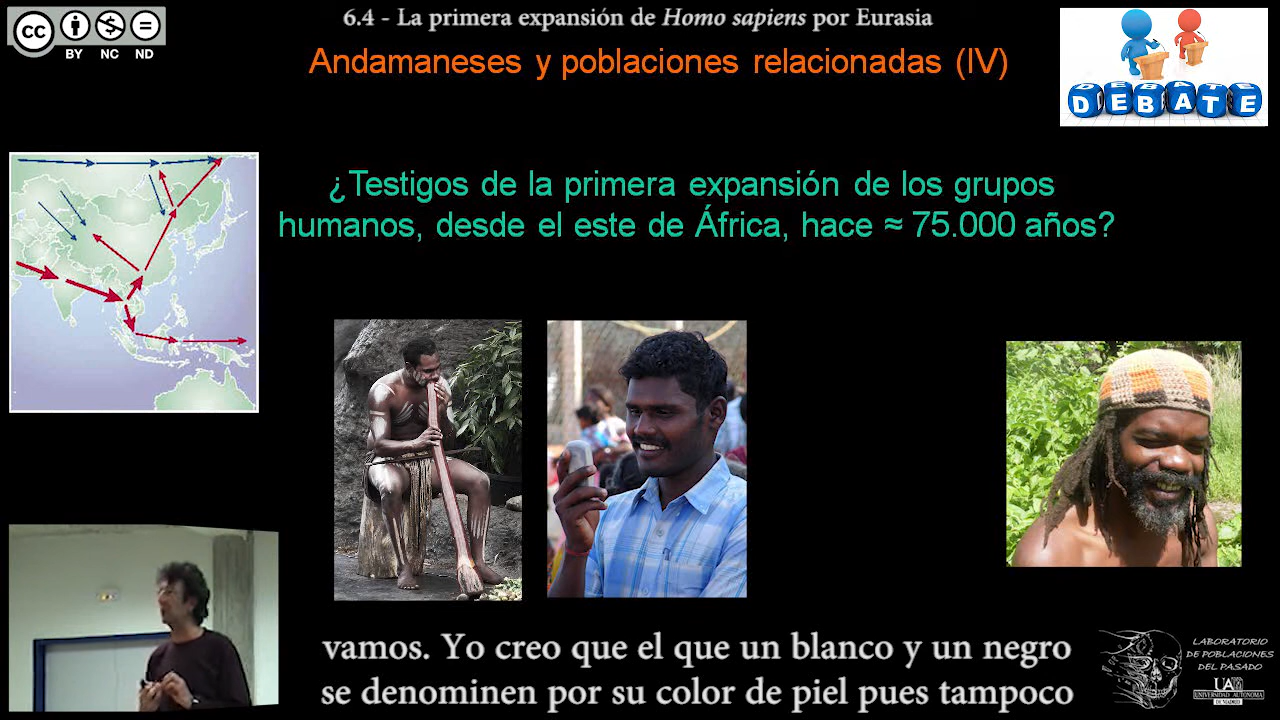 6.4 - La primera expansión de Homo sapiens por Eurasia
cc
BY NC ND
Andamaneses y poblaciones relacionadas (IV)
DEBATE
¿Testigos de la primera expansión de los grupos
humanos, desde el este de África, hace ≈ 75.000 años?
vamos. Yo creo que el que un blanco y un negro
se denominen por su color de piel pues tampoco
LABORATORIO
DE POBLACIONES
DEL PASADO
UA
UNIVERSIDAD AUTONOMA
DE MADRID